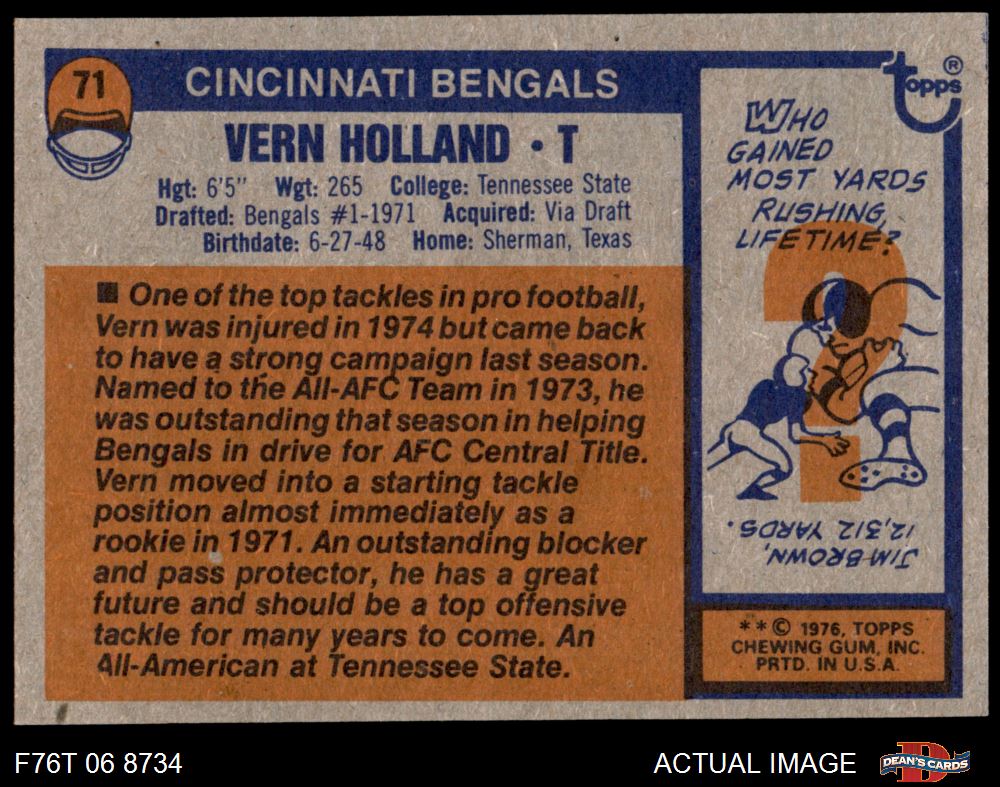 71
CINCINNATI BENGALS
VERN HOLLAND · T
Hgt: 6'5" Wgt: 265 College: Tennessee State
Drafted: Bengals #1-1971 Acquired: Via Draft
Birthdate: 6-27-48 Home: Sherman, Texas
■ One of the top tackles in pro football,
Vern was injured in 1974 but came back
to have a strong campaign last season.
Named to the All-AFC Team in 1973, he
was outstanding that season in helping
Bengals in drive for AFC Central Title.
Vern moved into a starting tackle
position almost immediately as a
rookie in 1971. An outstanding blocker
and pass protector, he has a great
future and should be a top offensive
tackle for many years to come. An
All-American at Tennessee State.
topps ®
WHO
GAINED
MOST YARDS
RUSHING,
LIFETIME?
?
JIM BROWN,
12,312 YARDS.
**© 1976, TOPPS
CHEWING GUM, INC.
PRTD. IN U.S.A.
F76T 06 8734
ACTUAL IMAGE
DEAN'S CARDS